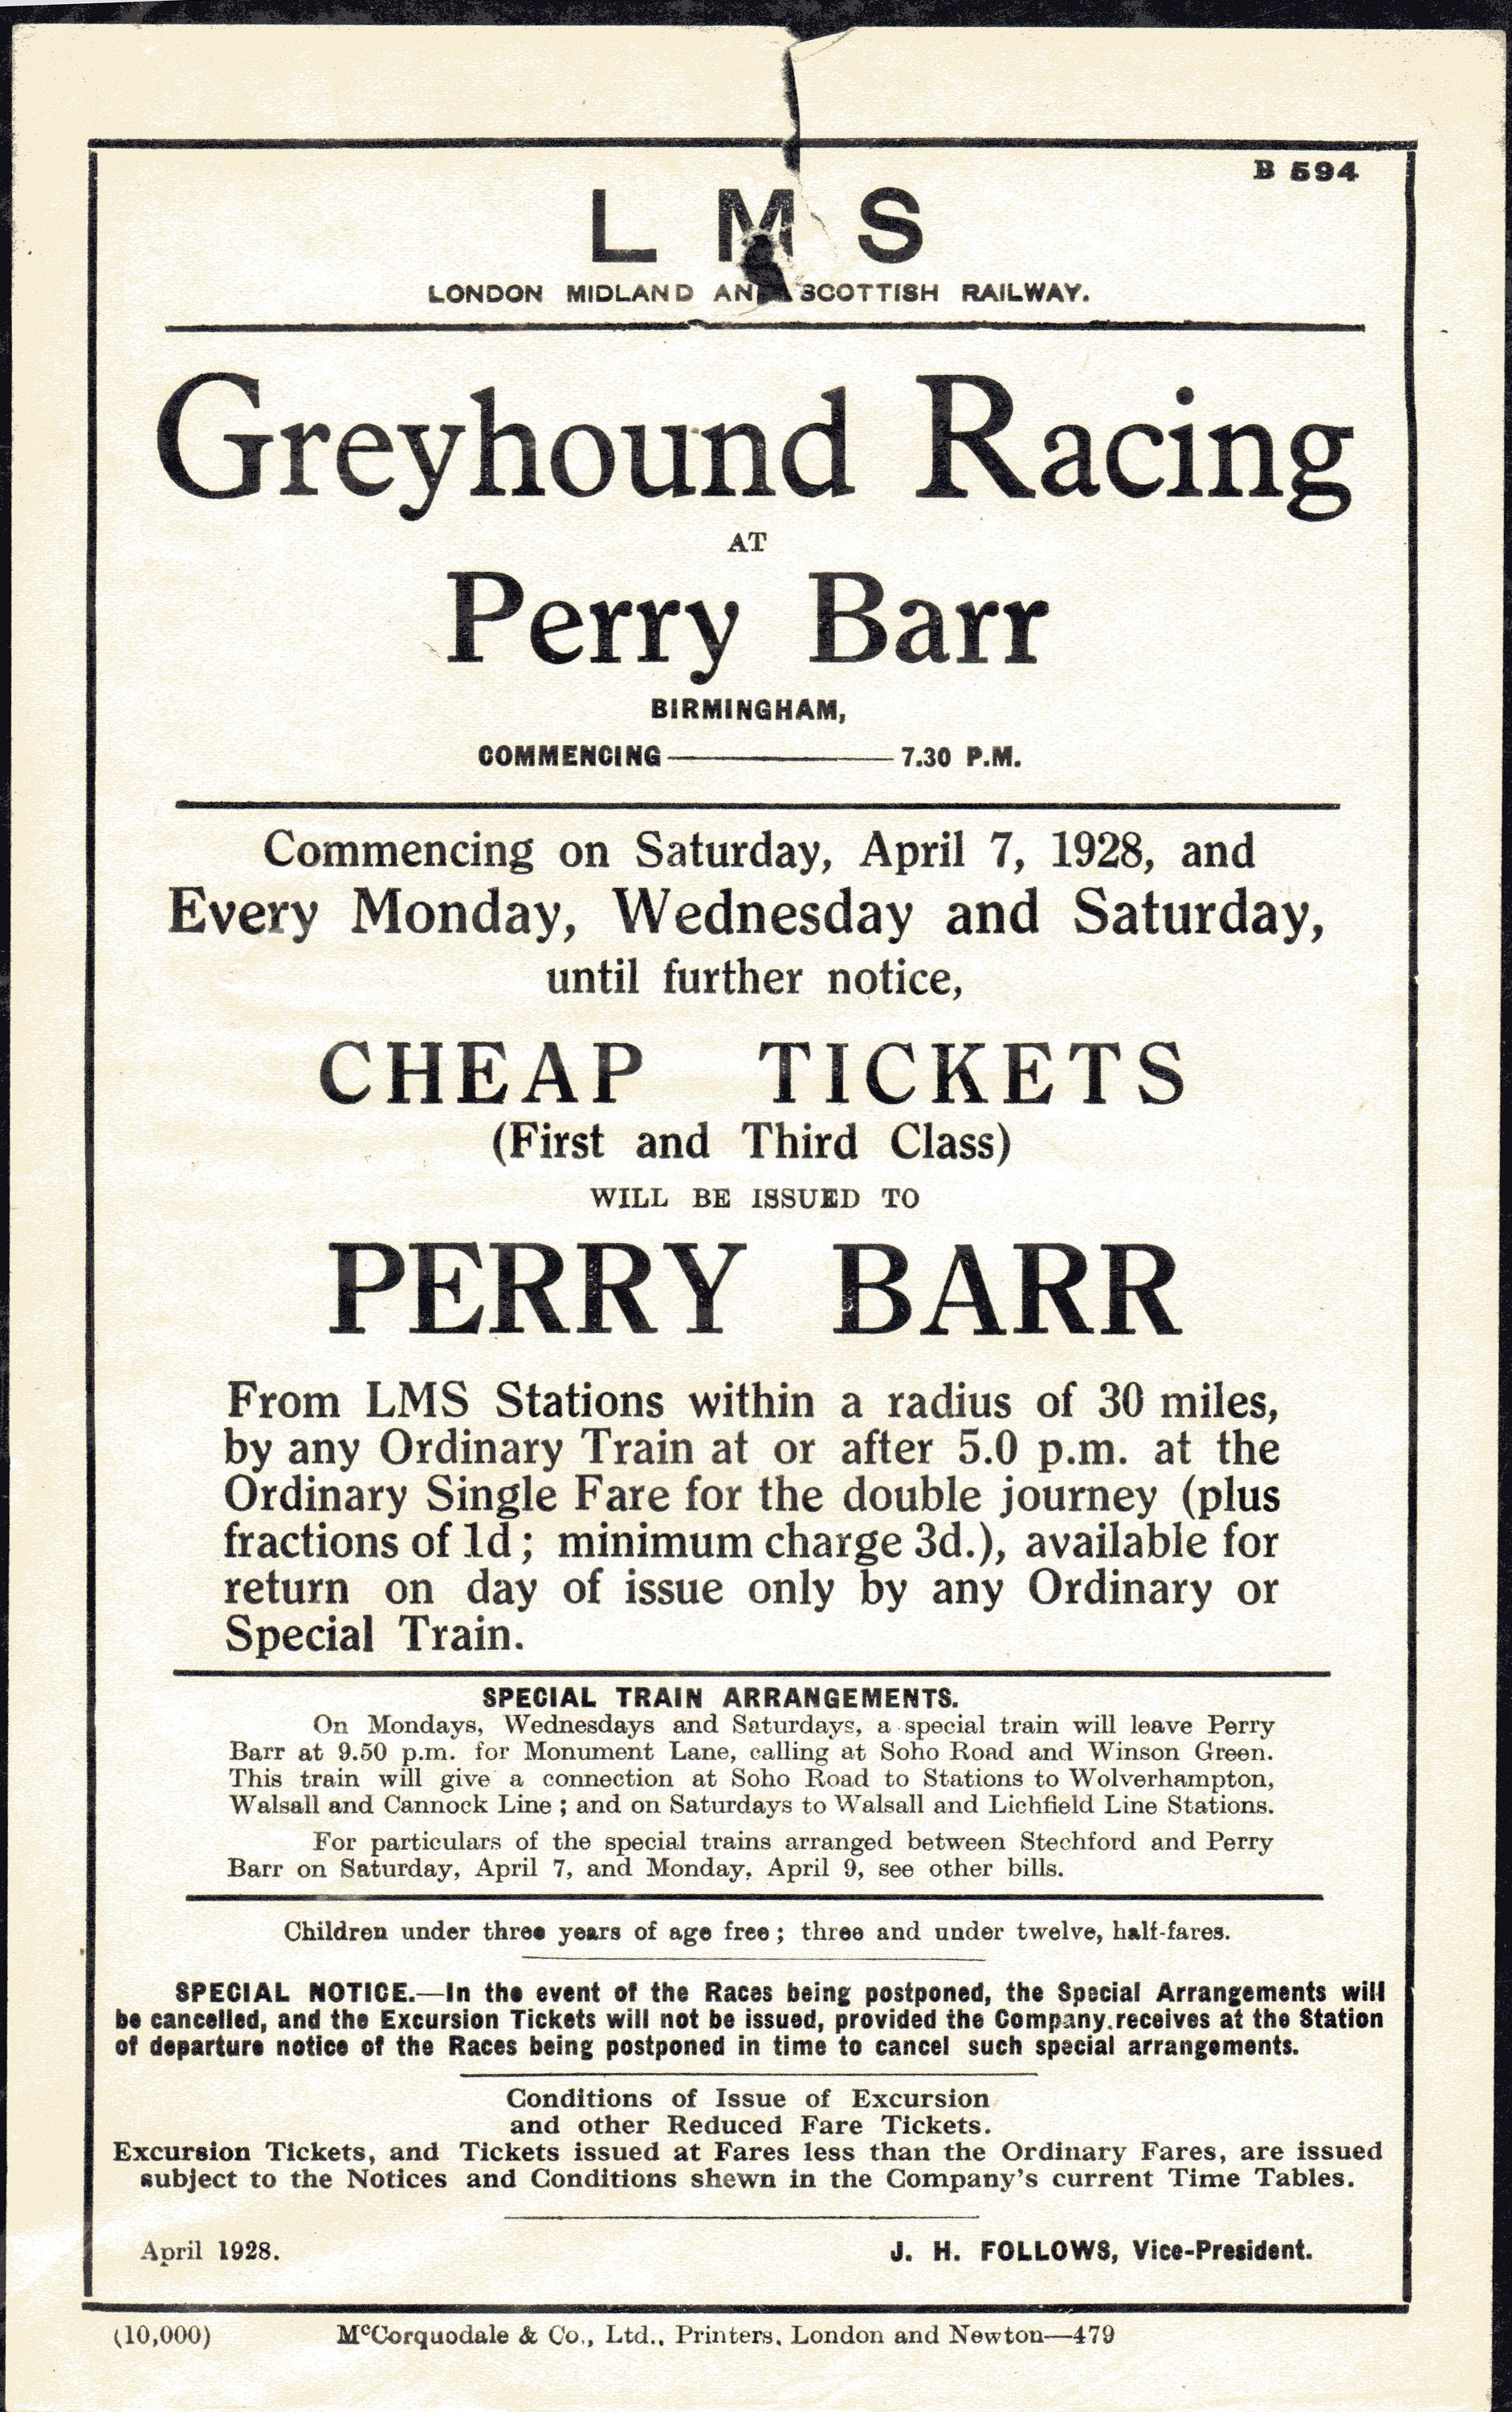 B 594
L M S
LONDON MIDLAND AND SCOTTISH RAILWAY.
Greyhound Racing
AT
Perry Barr
BIRMINGHAM,
COMMENCING——————7.30 P.M.
Commencing on Saturday, April 7, 1928, and
Every Monday, Wednesday and Saturday,
until further notice,
CHEAP TICKETS
(First and Third Class)
WILL BE ISSUED TO
PERRY BARR
From LMS Stations within a radius of 30 miles,
by any Ordinary Train at or after 5.0 p.m. at the
Ordinary Single Fare for the double journey (plus
fractions of 1d; minimum charge 3d.), available for
return on day of issue only by any Ordinary or
Special Train.
SPECIAL TRAIN ARRANGEMENTS.
On Mondays, Wednesdays and Saturdays, a special train will leave Perry
Barr at 9.50 p.m. for Monument Lane, calling at Soho Road and Winson Green.
This train will give a connection at Soho Road to Stations to Wolverhampton,
Walsall and Cannock Line; and on Saturdays to Walsall and Lichfield Line Stations.
For particulars of the special trains arranged between Stechford and Perry
Barr on Saturday, April 7, and Monday, April 9, see other bills.
Children under three years of age free; three and under twelve, half-fares.
SPECIAL NOTICE.—In the event of the Races being postponed, the Special Arrangements will
be cancelled, and the Excursion Tickets will not be issued, provided the Company receives at the Station
of departure notice of the Races being postponed in time to cancel such special arrangements.
Conditions of Issue of Excursion
and other Reduced Fare Tickets.
Excursion Tickets, and Tickets issued at Fares less than the Ordinary Fares, are issued
subject to the Notices and Conditions shewn in the Company's current Time Tables.
April 1928. J. H. FOLLOWS, Vice-President.
(10,000) McCorquodale & Co., Ltd., Printers, London and Newton—479